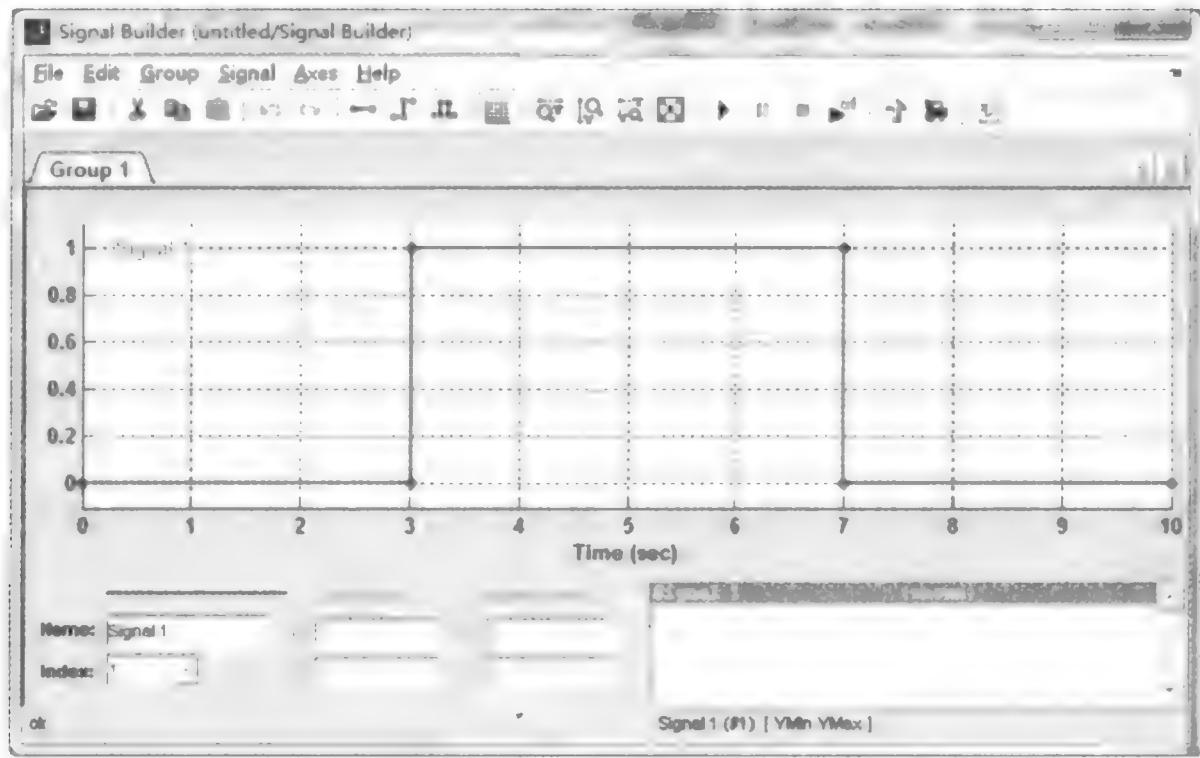 Signal Builder (untitled/Signal Builder)
File Edit Group Signal Axes Help
Group 1
1
0.8
0.6
0.4
0.2
0
0 1 2 3 4 5 6 7 8 9 10
Time (sec)
Name: Signal 1
Index: 1
ok
Signal 1 (#1) [ YMin YMax ]